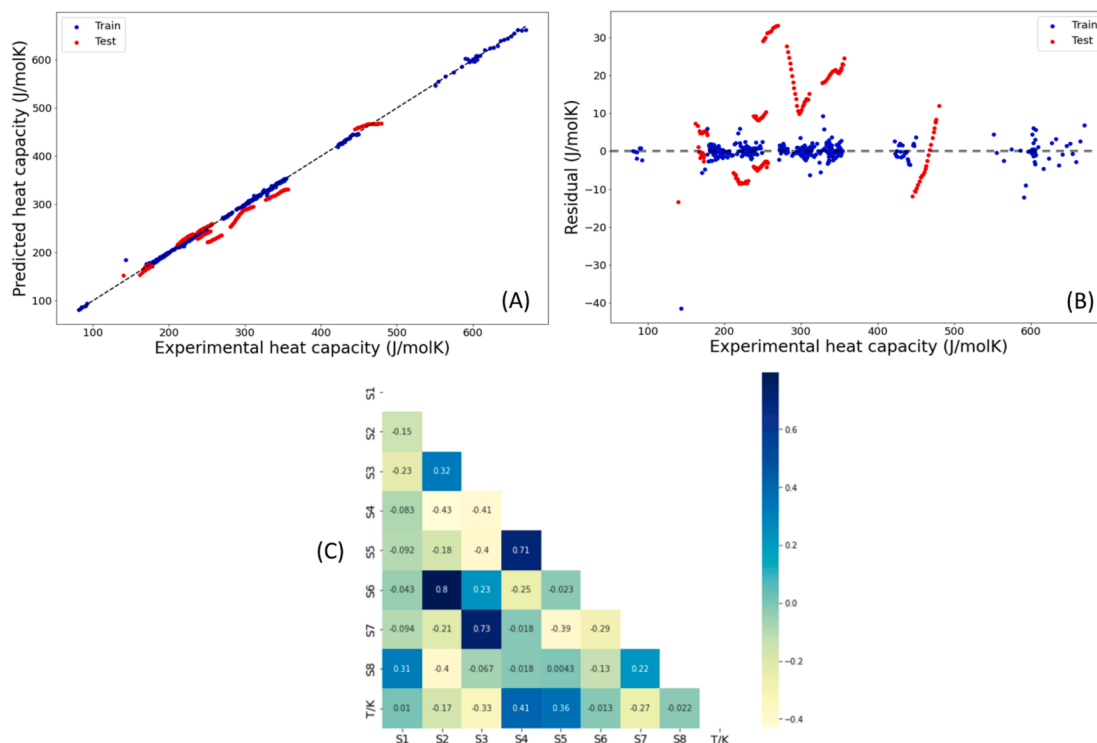 Train
Test
600
500
400
300
200
100
100
200
300
400
500
600
Predicted heat capacity (J/molK)
Experimental heat capacity (J/molK)
(A)
Train
Test
30
20
10
0
−10
−20
−30
−40
100
200
300
400
500
600
Residual (J/molK)
Experimental heat capacity (J/molK)
(B)
(C)
S1
S2 -0.15
S3 -0.23 0.32
S4 -0.083 -0.43 -0.41
S5 -0.092 -0.18 -0.4 0.71
S6 -0.043 0.8 0.23 -0.25 -0.023
S7 -0.094 -0.21 0.73 -0.018 -0.39 -0.29
S8 0.31 -0.4 -0.067 -0.018 0.0043 -0.13 0.22
T/K 0.01 -0.17 -0.33 0.41 0.36 -0.013 -0.27 -0.022
S1 S2 S3 S4 S5 S6 S7 S8 T/K
0.6
0.4
0.2
0.0
−0.2
−0.4